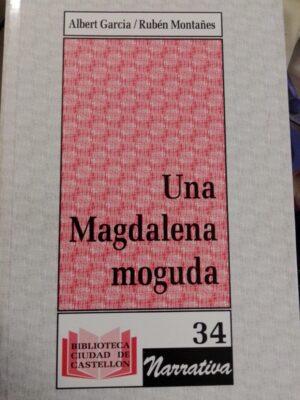 Albert Garcia / Rubén Montañes
Una
Magdalena
moguda
BIBLIOTECA
CIUDAD DE
CASTELLON
34
Narrativa